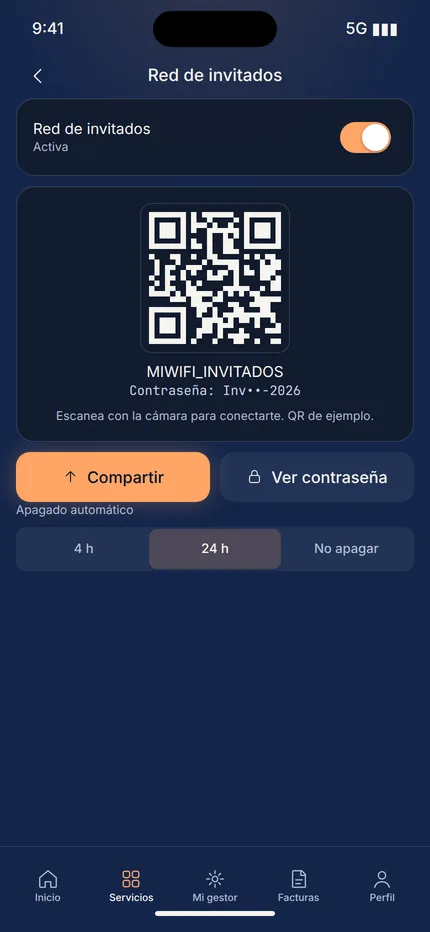 9:41
5G
Red de invitados
Red de invitados
Activa
MIWIFI_INVITADOS
Contraseña: Inv••-2026
Escanea con la cámara para conectarte. QR de ejemplo.
Compartir
Ver contraseña
Apagado automático
4 h
24 h
No apagar
Inicio
Servicios
Mi gestor
Facturas
Perfil